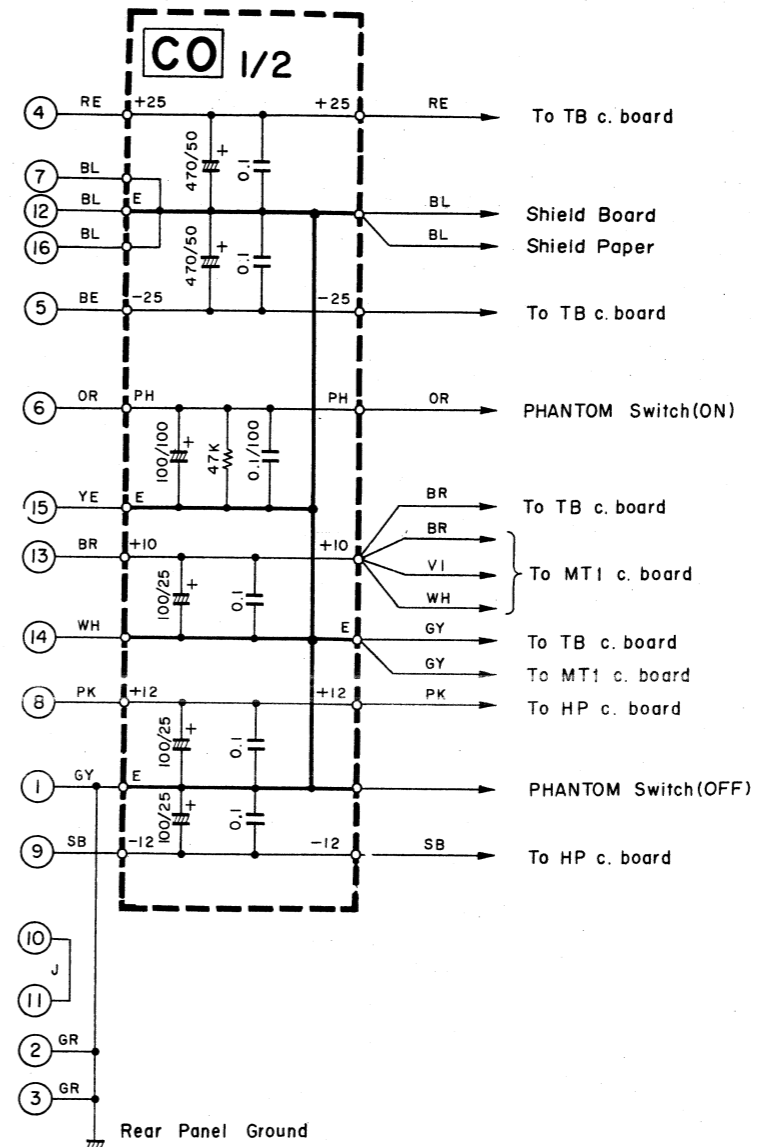 CO 1/2
4 RE +25 +25 RE To TB c. board
470/50 + 0.1
7 BL
12 BL E BL Shield Board
16 BL BL Shield Paper
470/50 + 0.1
5 BE -25 -25 To TB c. board
6 OR PH PH OR PHANTOM Switch(ON)
100/100 + 47K 0.1/100
15 YE E BR To TB c. board
BR
13 BR +10 +10 VI To MT1 c. board
WH
100/25 + 0.1
14 WH E GY To TB c. board
GY To MT1 c. board
8 PK +12 +12 PK To HP c. board
100/25 + 0.1
1 GY E PHANTOM Switch(OFF)
100/25 + 0.1
9 SB -12 -12 SB To HP c. board
10
J
11
2 GR
3 GR
Rear Panel Ground